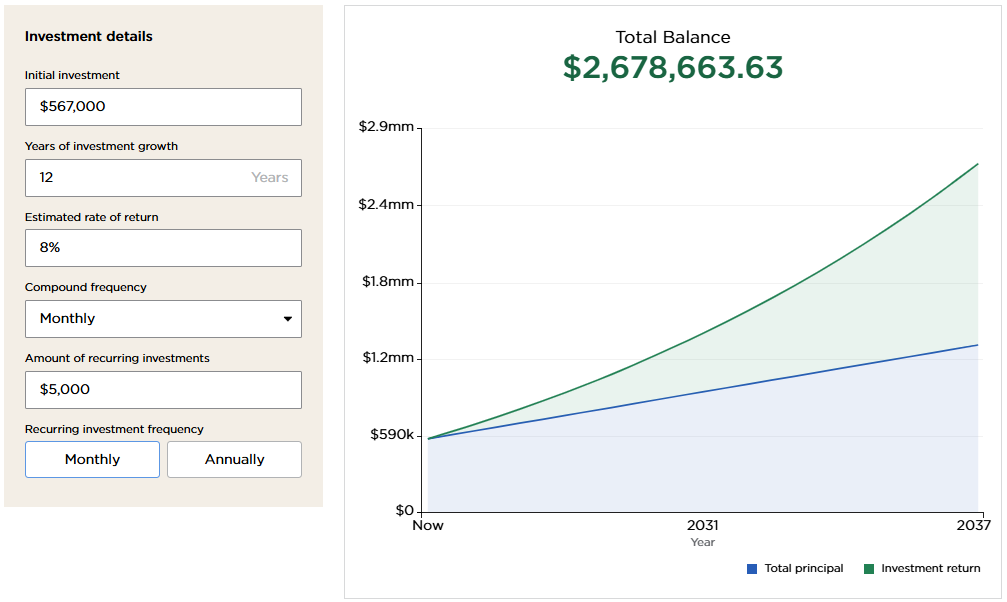 Investment details
Initial investment
$567,000
Years of investment growth
12 Years
Estimated rate of return
8%
Compound frequency
Monthly
Amount of recurring investments
$5,000
Recurring investment frequency
Monthly Annually
Total Balance
$2,678,663.63
$2.9mm
$2.4mm
$1.8mm
$1.2mm
$590k
$0
Now 2031 2037
Year
Total principal Investment return